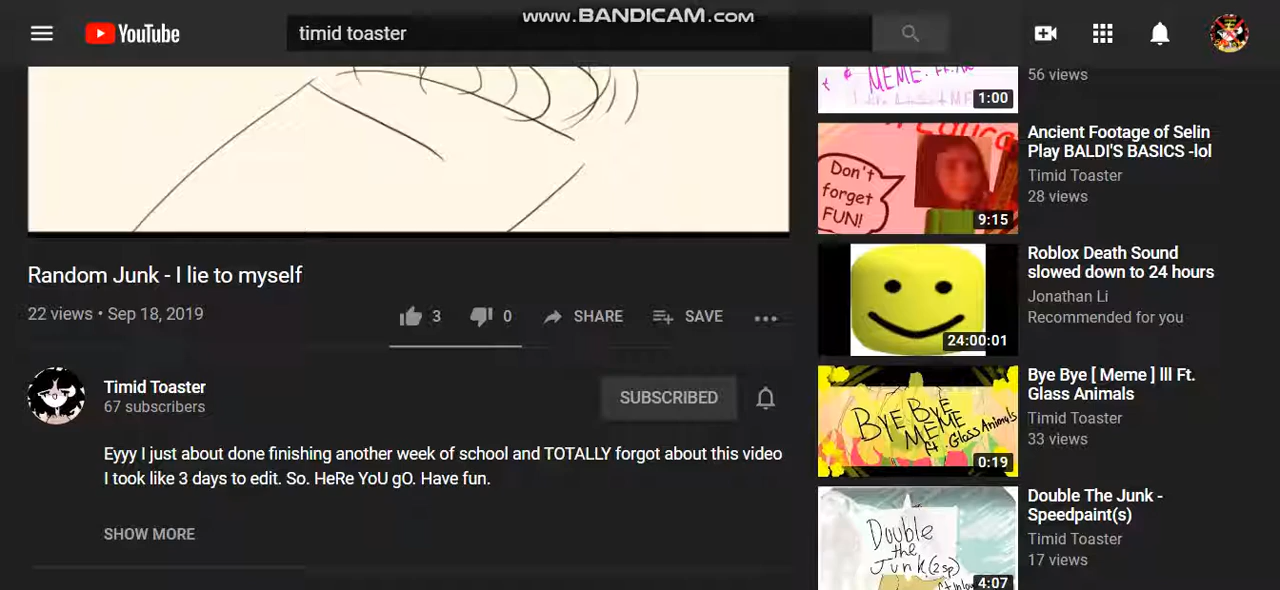 www.BANDICAM.com
YouTube
timid toaster
Random Junk - I lie to myself
22 views • Sep 18, 2019
3
0
SHARE
SAVE
Timid Toaster
67 subscribers
SUBSCRIBED
Eyyy I just about done finishing another week of school and TOTALLY forgot about this video
I took like 3 days to edit. So. HeRe YoU gO. Have fun.
SHOW MORE
MEME. Ft.
1:00
56 views
Don't
forget
FUN!
9:15
Ancient Footage of Selin
Play BALDI'S BASICS -lol
Timid Toaster
28 views
24:00:01
Roblox Death Sound
slowed down to 24 hours
Jonathan Li
Recommended for you
BYE BYE
MEME
ft. Glass Animals
0:19
Bye Bye [ Meme ] lll Ft.
Glass Animals
Timid Toaster
33 views
Double
the
Junk (2sp)
4:07
Double The Junk -
Speedpaint(s)
Timid Toaster
17 views